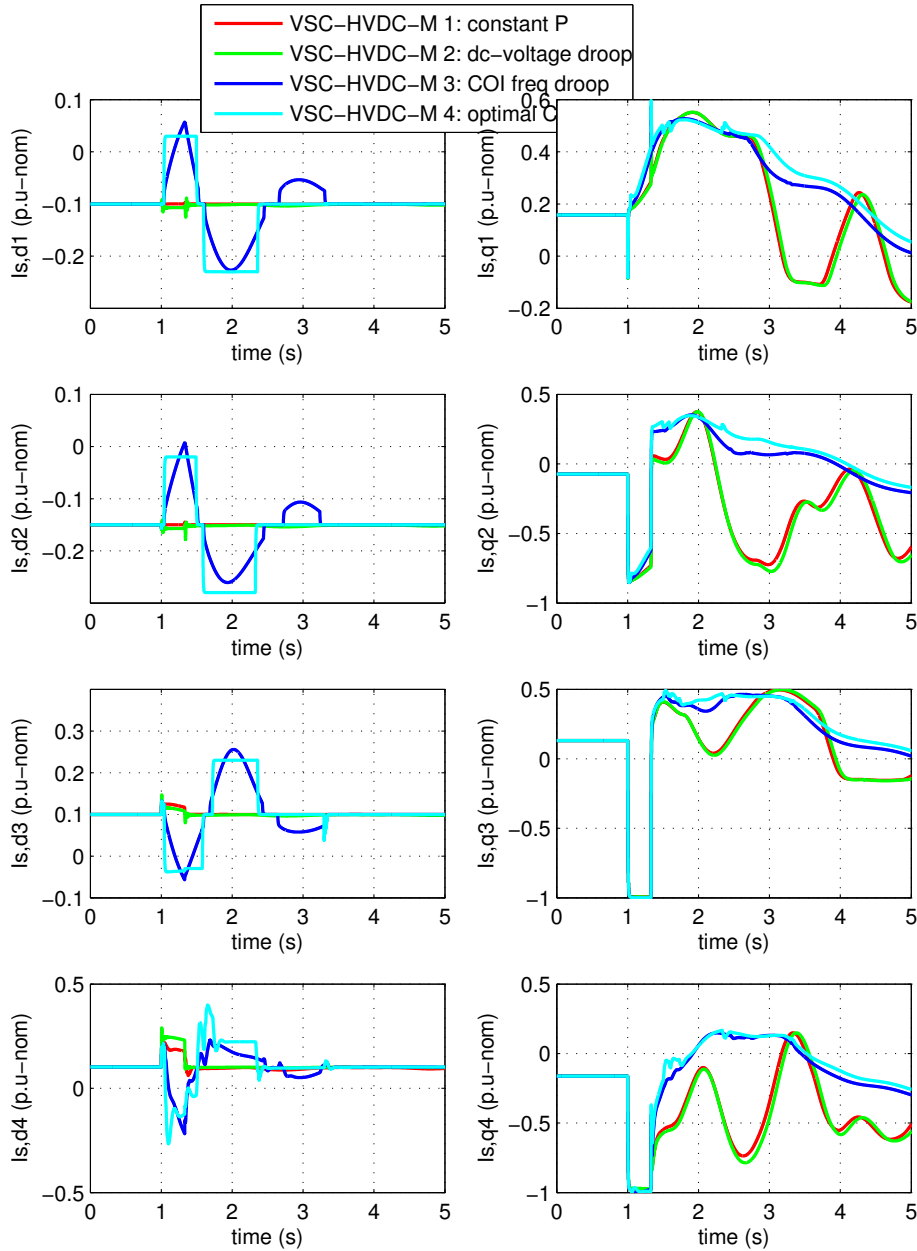 VSC−HVDC−M 1: constant P
VSC−HVDC−M 2: dc−voltage droop
VSC−HVDC−M 3: COI freq droop
VSC−HVDC−M 4: optimal C
0.1
0
−0.1
−0.2
0 1 2 3 4 5
time (s)
Is,d1 (p.u−nom)
0.6
0.4
0.2
0
−0.2
0 1 2 3 4 5
time (s)
Is,q1 (p.u−nom)
0.1
0
−0.1
−0.2
0 1 2 3 4 5
time (s)
Is,d2 (p.u−nom)
0.5
0
−0.5
−1
0 1 2 3 4 5
time (s)
Is,q2 (p.u−nom)
0.3
0.2
0.1
0
−0.1
0 1 2 3 4 5
time (s)
Is,d3 (p.u−nom)
0.5
0
−0.5
−1
0 1 2 3 4 5
time (s)
Is,q3 (p.u−nom)
0.5
0
−0.5
0 1 2 3 4 5
time (s)
Is,d4 (p.u−nom)
0.5
0
−0.5
−1
0 1 2 3 4 5
time (s)
Is,q4 (p.u−nom)